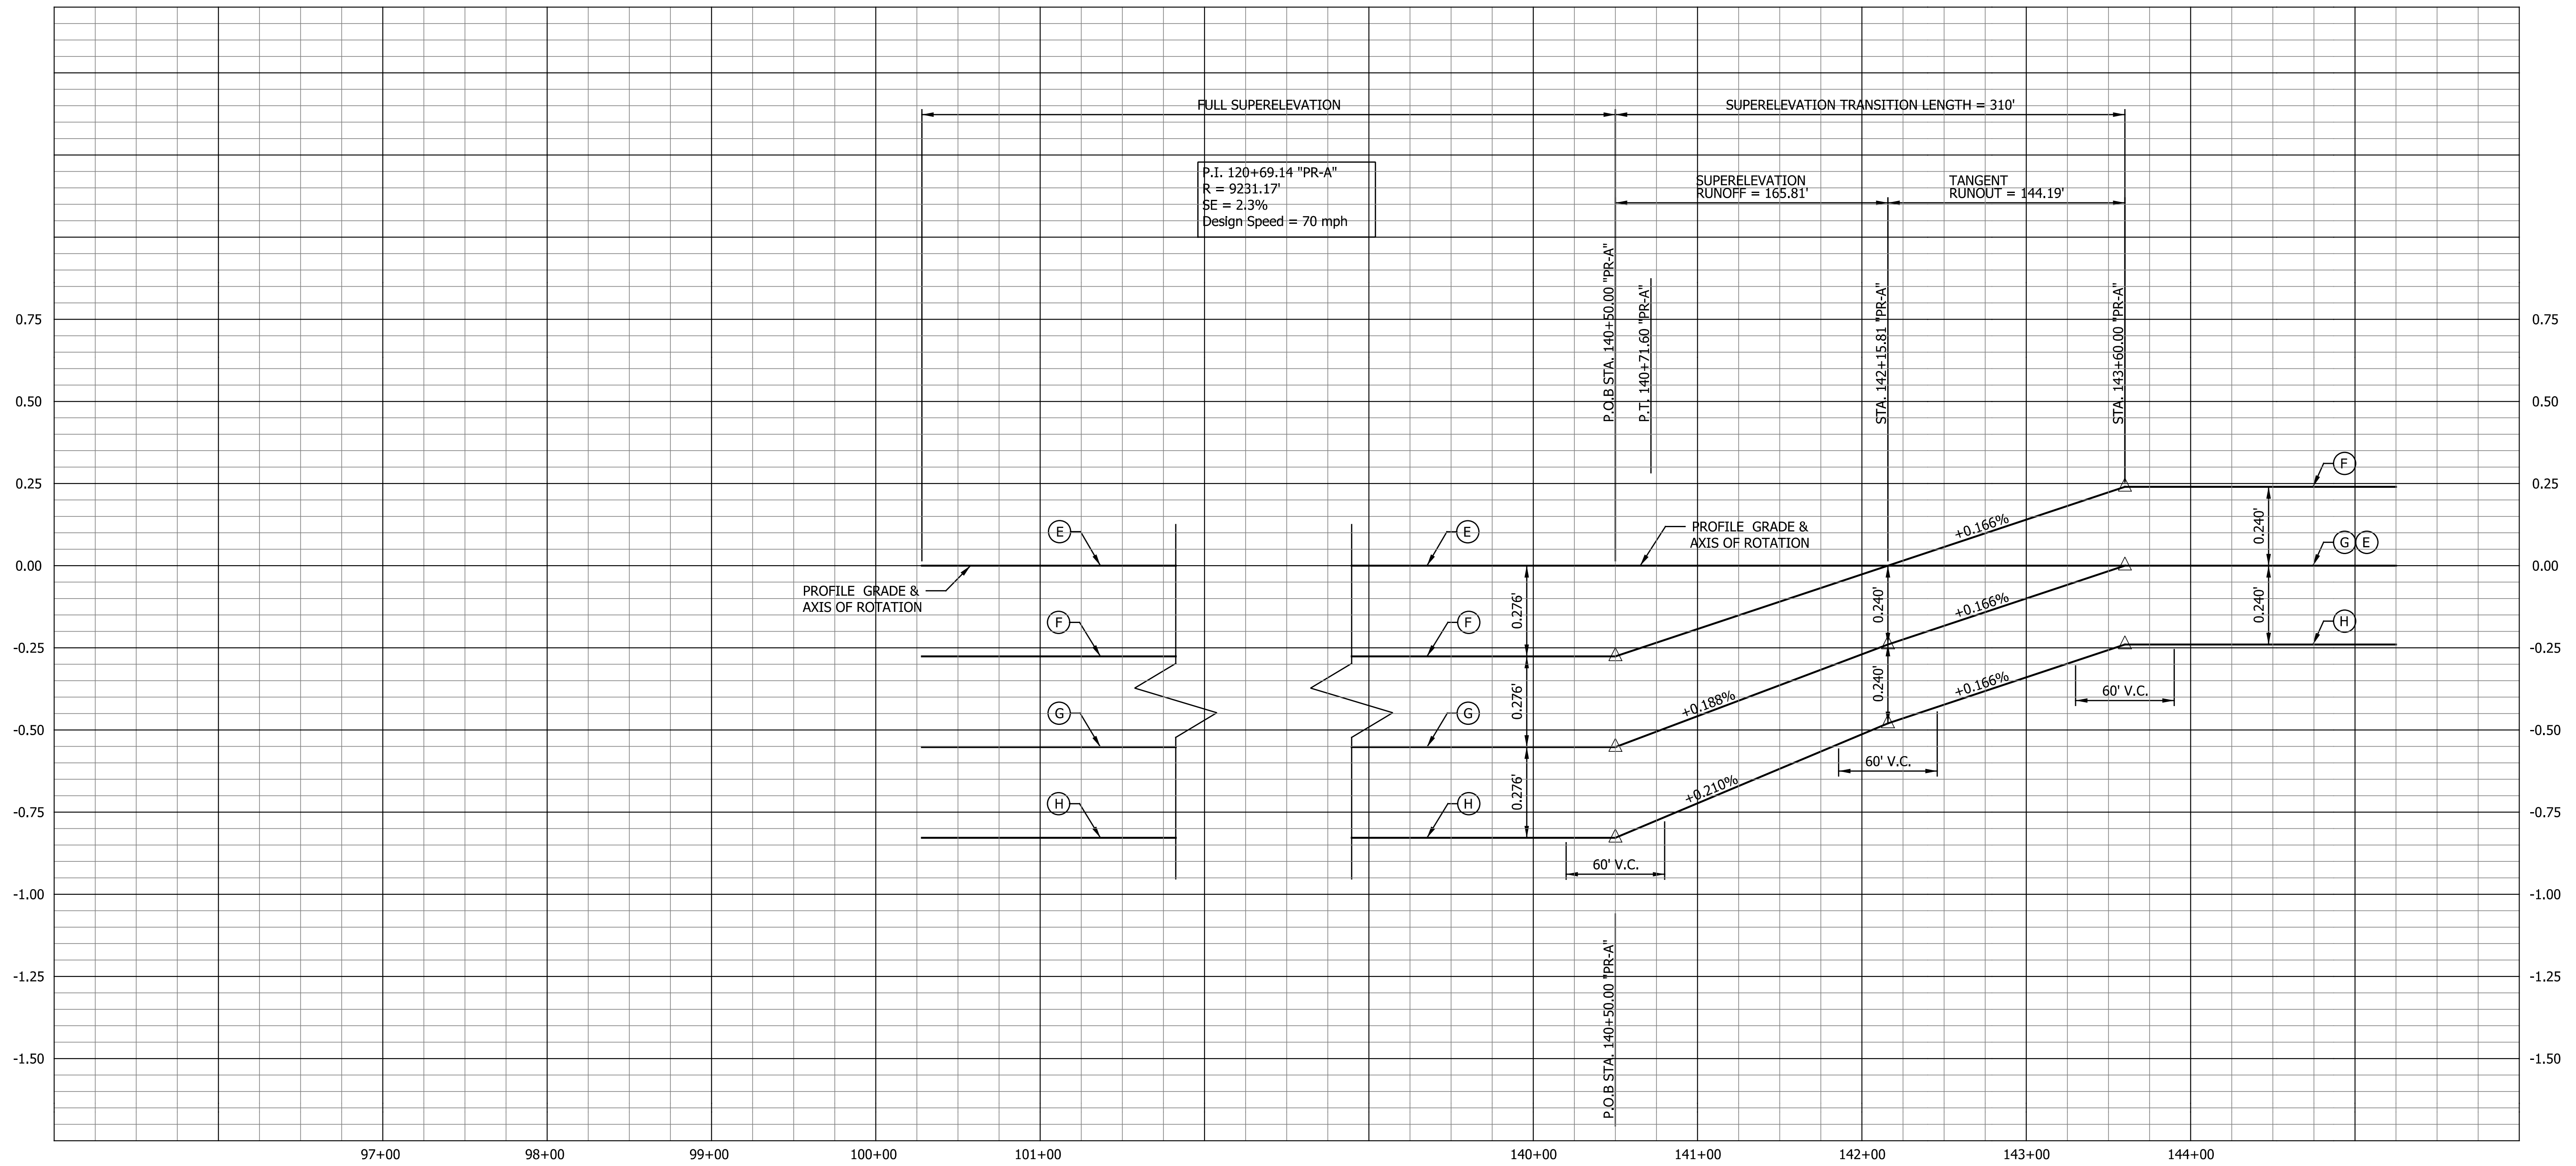 FULL SUPERELEVATION
SUPERELEVATION TRANSITION LENGTH = 310'
P.I. 120+69.14 "PR-A"
R = 9231.17'
SE = 2.3%
Design Speed = 70 mph
SUPERELEVATION
RUNOFF = 165.81'
TANGENT
RUNOUT = 144.19'
P.O.B STA. 140+50.00 "PR-A"
P.T. 140+71.60 "PR-A"
STA. 142+15.81 "PR-A"
STA. 143+60.00 "PR-A"
0.75
0.75
0.50
0.50
0.25
0.25
0.00
0.00
-0.25
-0.25
-0.50
-0.50
-0.75
-0.75
-1.00
-1.00
-1.25
-1.25
-1.50
-1.50
E
PROFILE GRADE &
AXIS OF ROTATION
F
G
H
E
F
G
H
0.276'
0.276'
0.276'
PROFILE GRADE &
AXIS OF ROTATION
+0.166%
+0.166%
+0.166%
+0.188%
+0.210%
0.240'
0.240'
0.240'
0.240'
F
G E
H
60' V.C.
60' V.C.
60' V.C.
P.O.B STA. 140+50.00 "PR-A"
97+00
98+00
99+00
100+00
101+00
140+00
141+00
142+00
143+00
144+00